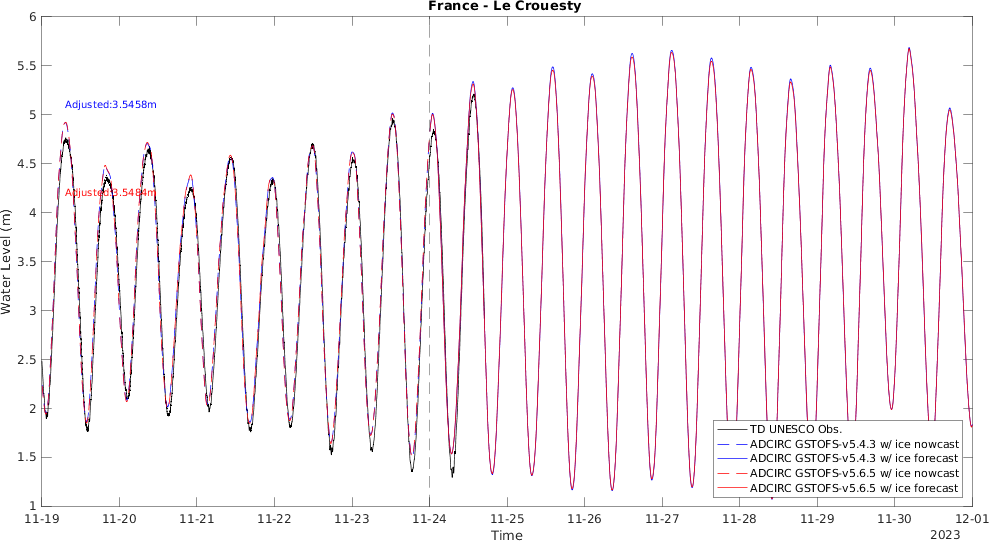 France - Le Crouesty
6
5.5
5
4.5
4
3.5
3
2.5
2
1.5
1
Water Level (m)
Adjusted:3.5458m
Adjusted:3.5484m
TD UNESCO Obs.
ADCIRC GSTOFS-v5.4.3 w/ ice nowcast
ADCIRC GSTOFS-v5.4.3 w/ ice forecast
ADCIRC GSTOFS-v5.6.5 w/ ice nowcast
ADCIRC GSTOFS-v5.6.5 w/ ice forecast
11-19 11-20 11-21 11-22 11-23 11-24 11-25 11-26 11-27 11-28 11-29 11-30 12-01
Time
2023